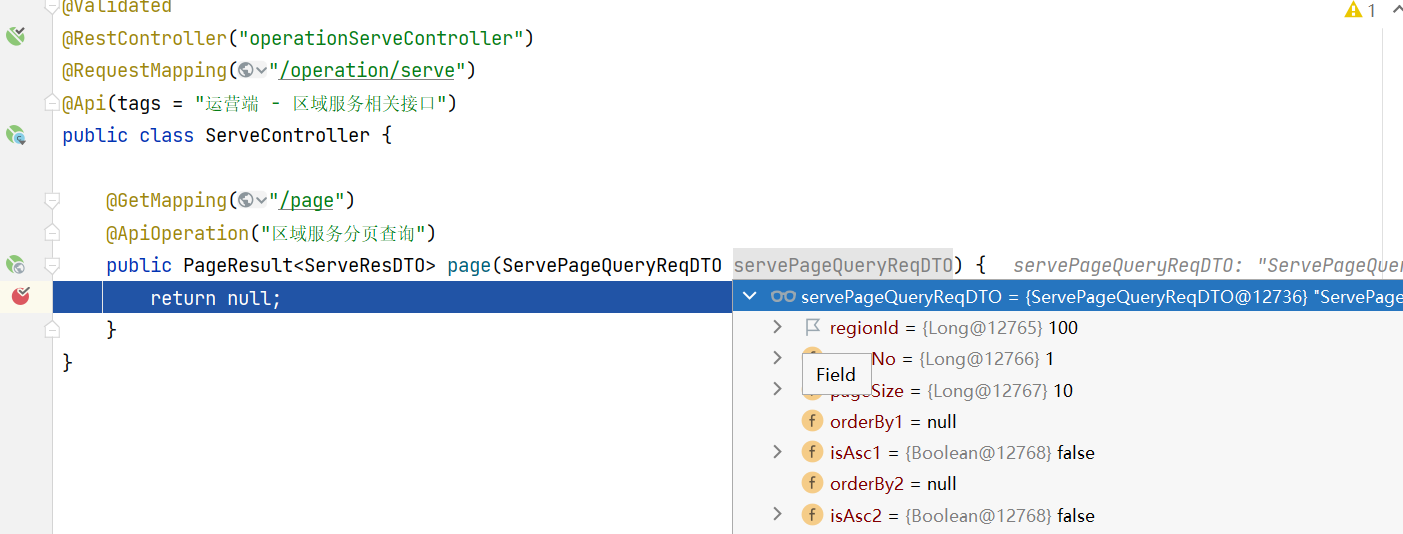 @Validated
1
@RestController("operationServeController")
@RequestMapping("/operation/serve")
@Api(tags = "运营端 - 区域服务相关接口")
public class ServeController {
@GetMapping("/page")
@ApiOperation("区域服务分页查询")
public PageResult<ServeResDTO> page(ServePageQueryReqDTO servePageQueryReqDTO) { servePageQueryReqDTO: "ServePageQuer
return null;
}
}
servePageQueryReqDTO = {ServePageQueryReqDTO@12736} "ServePage
regionId = {Long@12765} 100
No = {Long@12766} 1
Field
pageSize = {Long@12767} 10
orderBy1 = null
isAsc1 = {Boolean@12768} false
orderBy2 = null
isAsc2 = {Boolean@12768} false